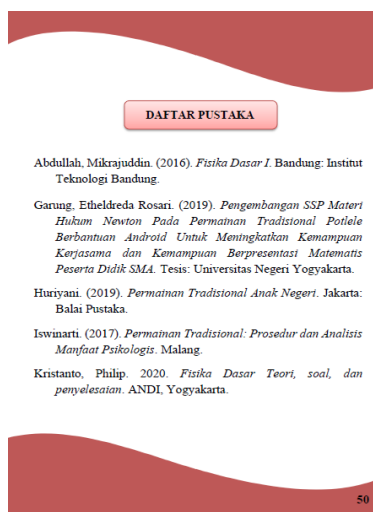 DAFTAR PUSTAKA
Abdullah, Mikrajuddin. (2016). Fisika Dasar I. Bandung: Institut
Teknologi Bandung.
Garung, Etheldreda Rosari. (2019). Pengembangan SSP Materi
Hukum Newton Pada Permainan Tradisional Potlele
Berbantuan Android Untuk Meningkatkan Kemampuan
Kerjasama dan Kemampuan Berpresentasi Matematis
Peserta Didik SMA. Tesis: Universitas Negeri Yogyakarta.
Huriyani. (2019). Permainan Tradisional Anak Negeri. Jakarta:
Balai Pustaka.
Iswinarti. (2017). Permainan Tradisional: Prosedur dan Analisis
Manfaat Psikologis. Malang.
Kristanto, Philip. 2020. Fisika Dasar Teori, soal, dan
penyelesaian. ANDI, Yogyakarta.
50